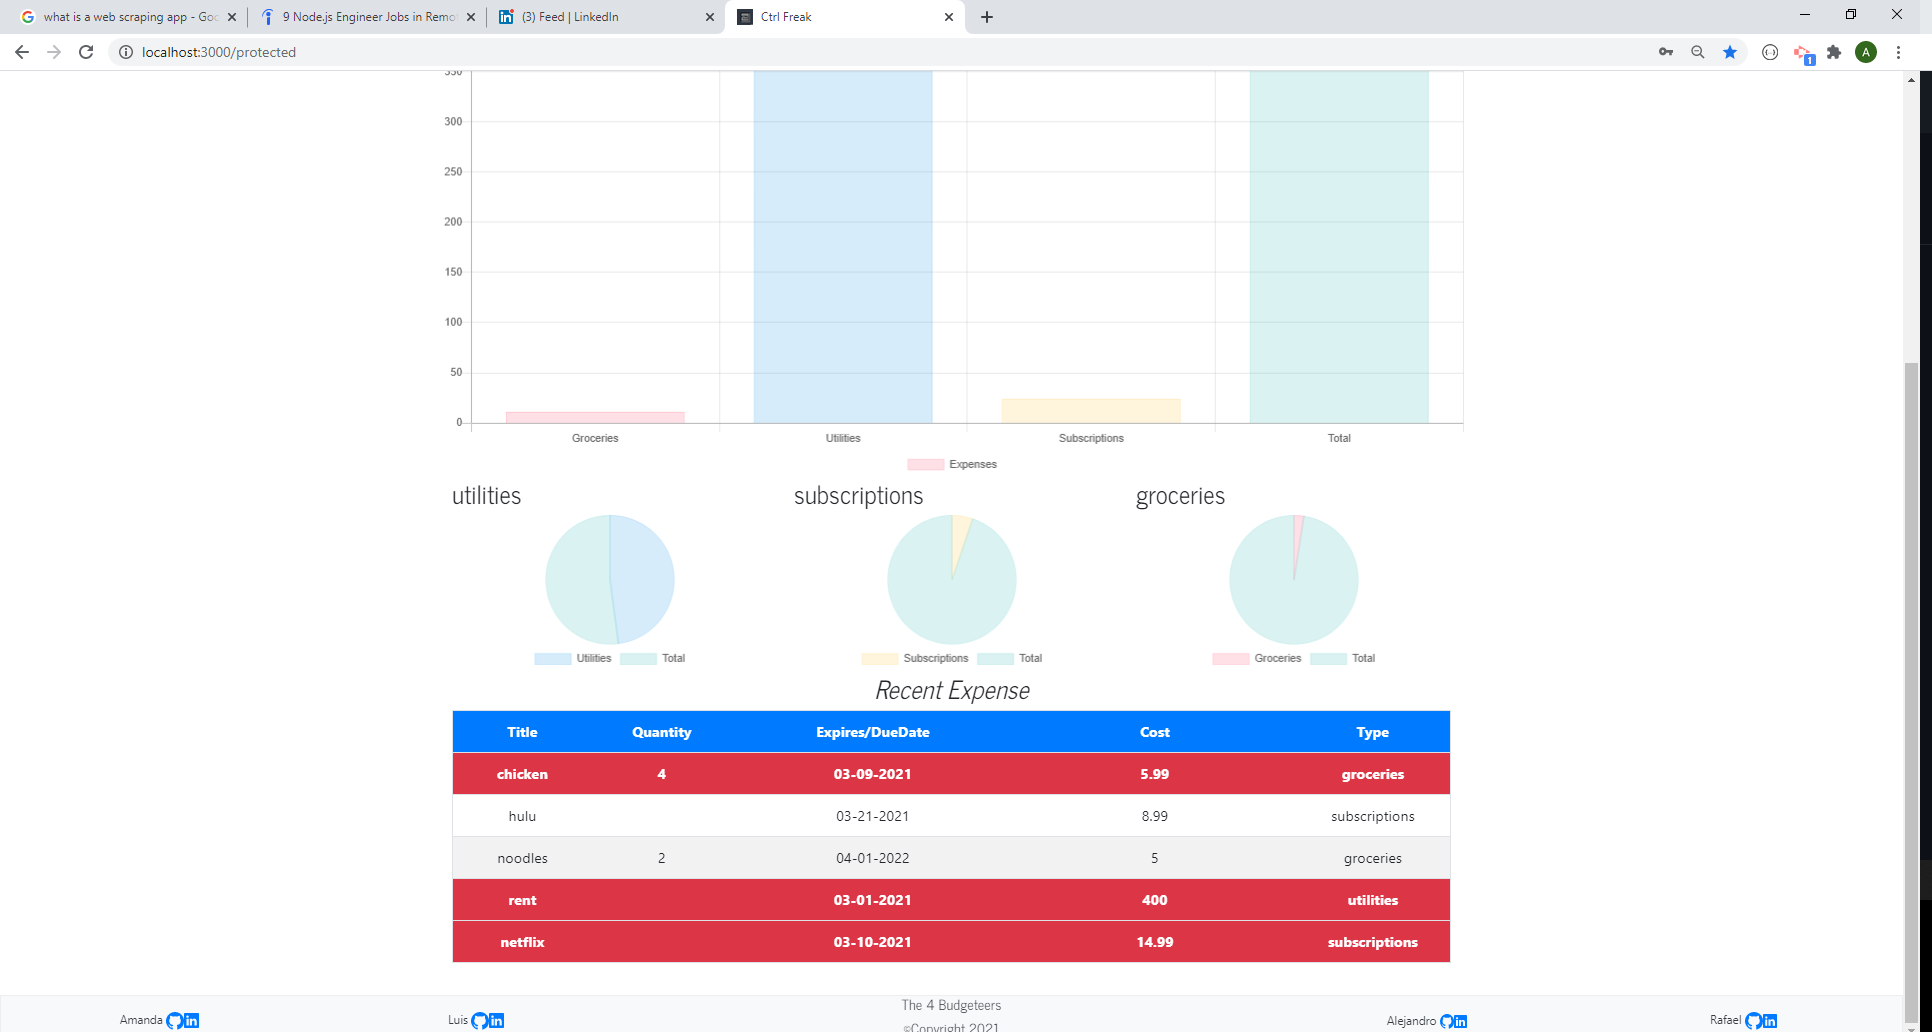 what is a web scraping app - Goo
9 Node.js Engineer Jobs in Remo
(3) Feed | LinkedIn
Ctrl Freak
localhost:3000/protected
A
1
350
300
250
200
150
100
50
0
Groceries Utilities Subscriptions Total
Expenses
utilities subscriptions groceries
Utilities Total Subscriptions Total Groceries Total
Recent Expense
Title Quantity Expires/DueDate Cost Type
chicken 4 03-09-2021 5.99 groceries
hulu 03-21-2021 8.99 subscriptions
noodles 2 04-01-2022 5 groceries
rent 03-01-2021 400 utilities
netflix 03-10-2021 14.99 subscriptions
The 4 Budgeteers
Amanda in Luis in Alejandro in Rafael in
©Copyright 2021